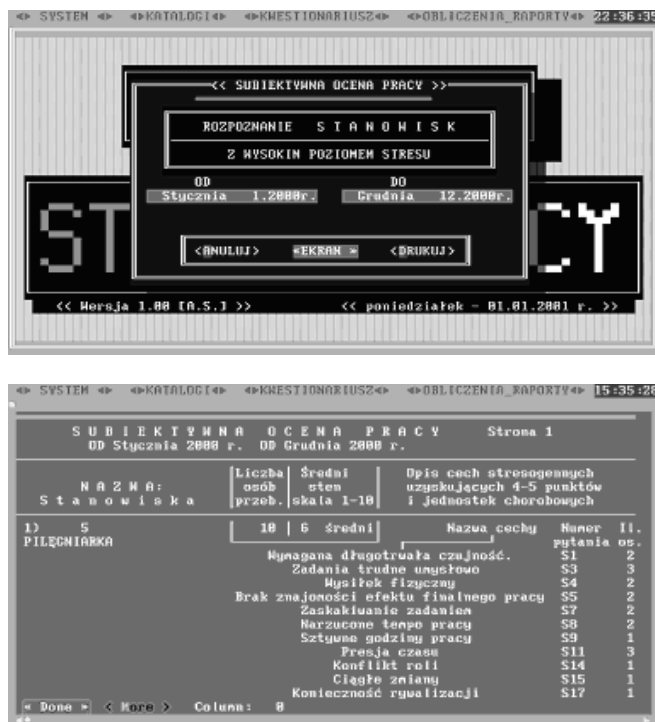 SYSTEM KATALOGI KWESTIONARIUSZ OBLICZENIA_RAPORTY 22:36:35
<< SUBIEKTYWNA OCENA PRACY >>
ROZPOZNANIE S T A N O W I S K
Z WYSOKIM POZIOMEM STRESU
OD DO
Stycznia 1.2000r. Grudnia 12.2000r.
ST CY
<ANULUJ> «EKRAN » <DRUKUJ>
<< Wersja 1.00 [A.S.] >> << poniedziałek - 01.01.2001 r. >>
SYSTEM KATALOGI KWESTIONARIUSZ OBLICZENIA_RAPORTY 15:35:28
S U B I E K T Y W N A O C E N A P R A C Y Strona 1
OD Stycznia 2000 r. OD Grudnia 2000 r.
Liczba Średni Opis cech stresogennych
N A Z W A: osób sten uzyskujących 4-5 punktów
S t a n o w i s k a przeb. skala 1-10 i jednostek chorobowych
1) 5 10 6 średni Nazwa cechy Numer Il.
PIELĘGNIARKA pytania os.
Wymagana długotrwała czujność. S1 2
Zadania trudne umysłowo S3 3
Wysiłek fizyczny S4 2
Brak znajomości efektu finalnego pracy S5 2
Zaskakiwanie zadaniem S7 2
Narzucone tempo pracy S8 2
Sztywne godziny pracy S9 1
Presja czasu S11 3
Konflikt roli S14 1
Ciągłe zmiany S15 1
Konieczność rywalizacji S17 1
« Done » < More > Column: 0